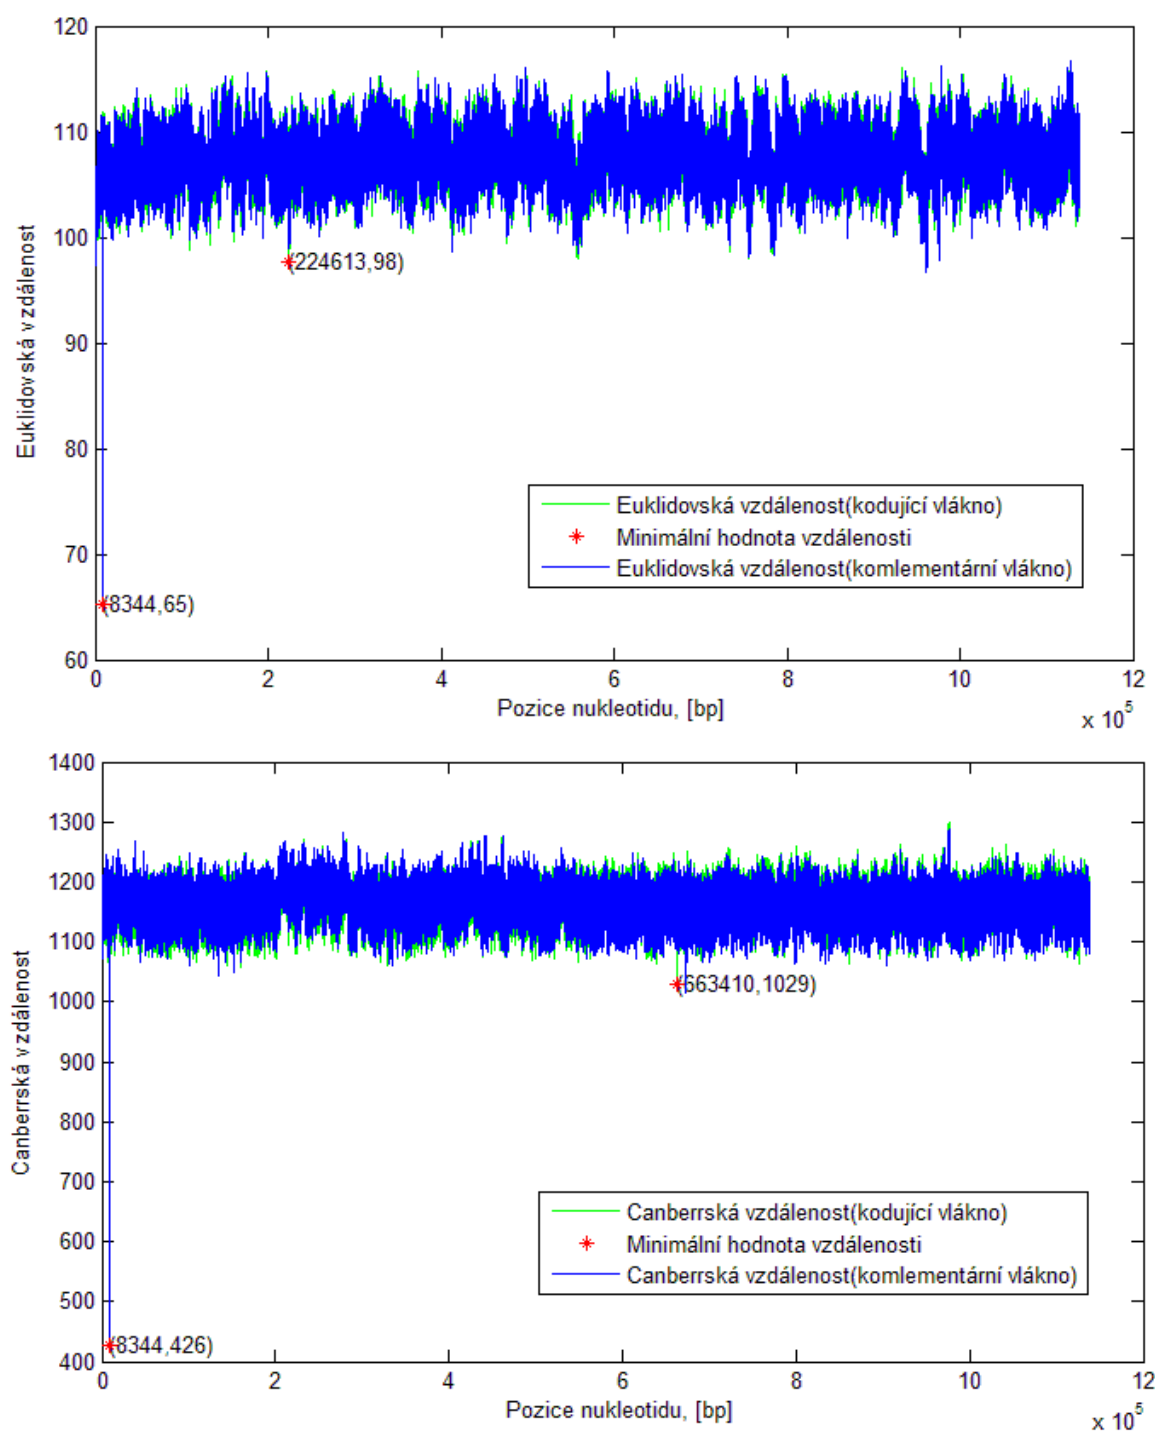 120
110
100
90
80
70
60
Euklidovská vzdálenost
(224613,98)
(8344,65)
Euklidovská vzdálenost(kodující vlákno)
Minimální hodnota vzdálenosti
Euklidovská vzdálenost(komlementární vlákno)
0 2 4 6 8 10 12
Pozice nukleotidu, [bp]
x 10^5
1400
1300
1200
1100
1000
900
800
700
600
500
400
Canberrská vzdálenost
(663410,1029)
(8344,426)
Canberrská vzdálenost(kodující vlákno)
Minimální hodnota vzdálenosti
Canberrská vzdálenost(komlementární vlákno)
0 2 4 6 8 10 12
Pozice nukleotidu, [bp]
x 10^5